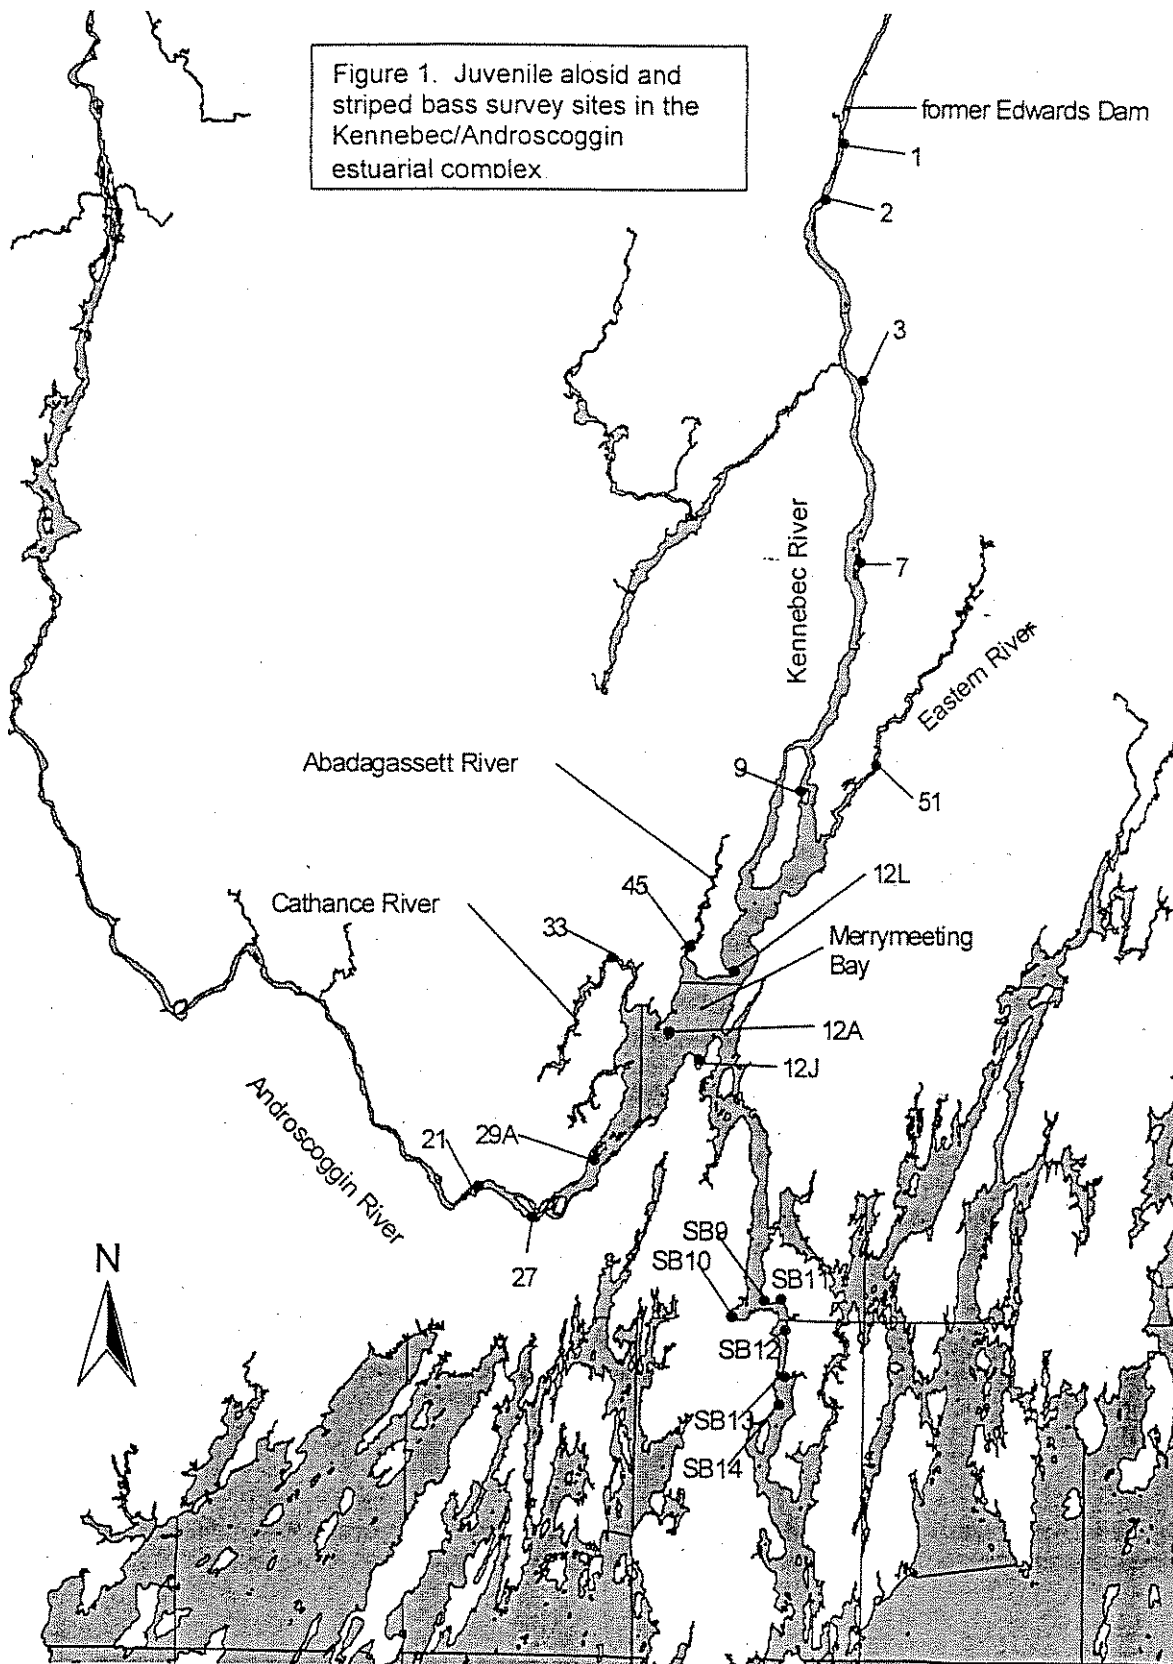 Figure 1. Juvenile alosid and
striped bass survey sites in the
Kennebec/Androscoggin
estuarial complex
former Edwards Dam
1
2
3
Kennebec River
7
Eastern River
Abadagassett River
9
51
45
12L
Cathance River
33
Merrymeeting
Bay
12A
12J
Androscoggin River
21
29A
27
N
SB9
SB10
SB11
SB12
SB13
SB14